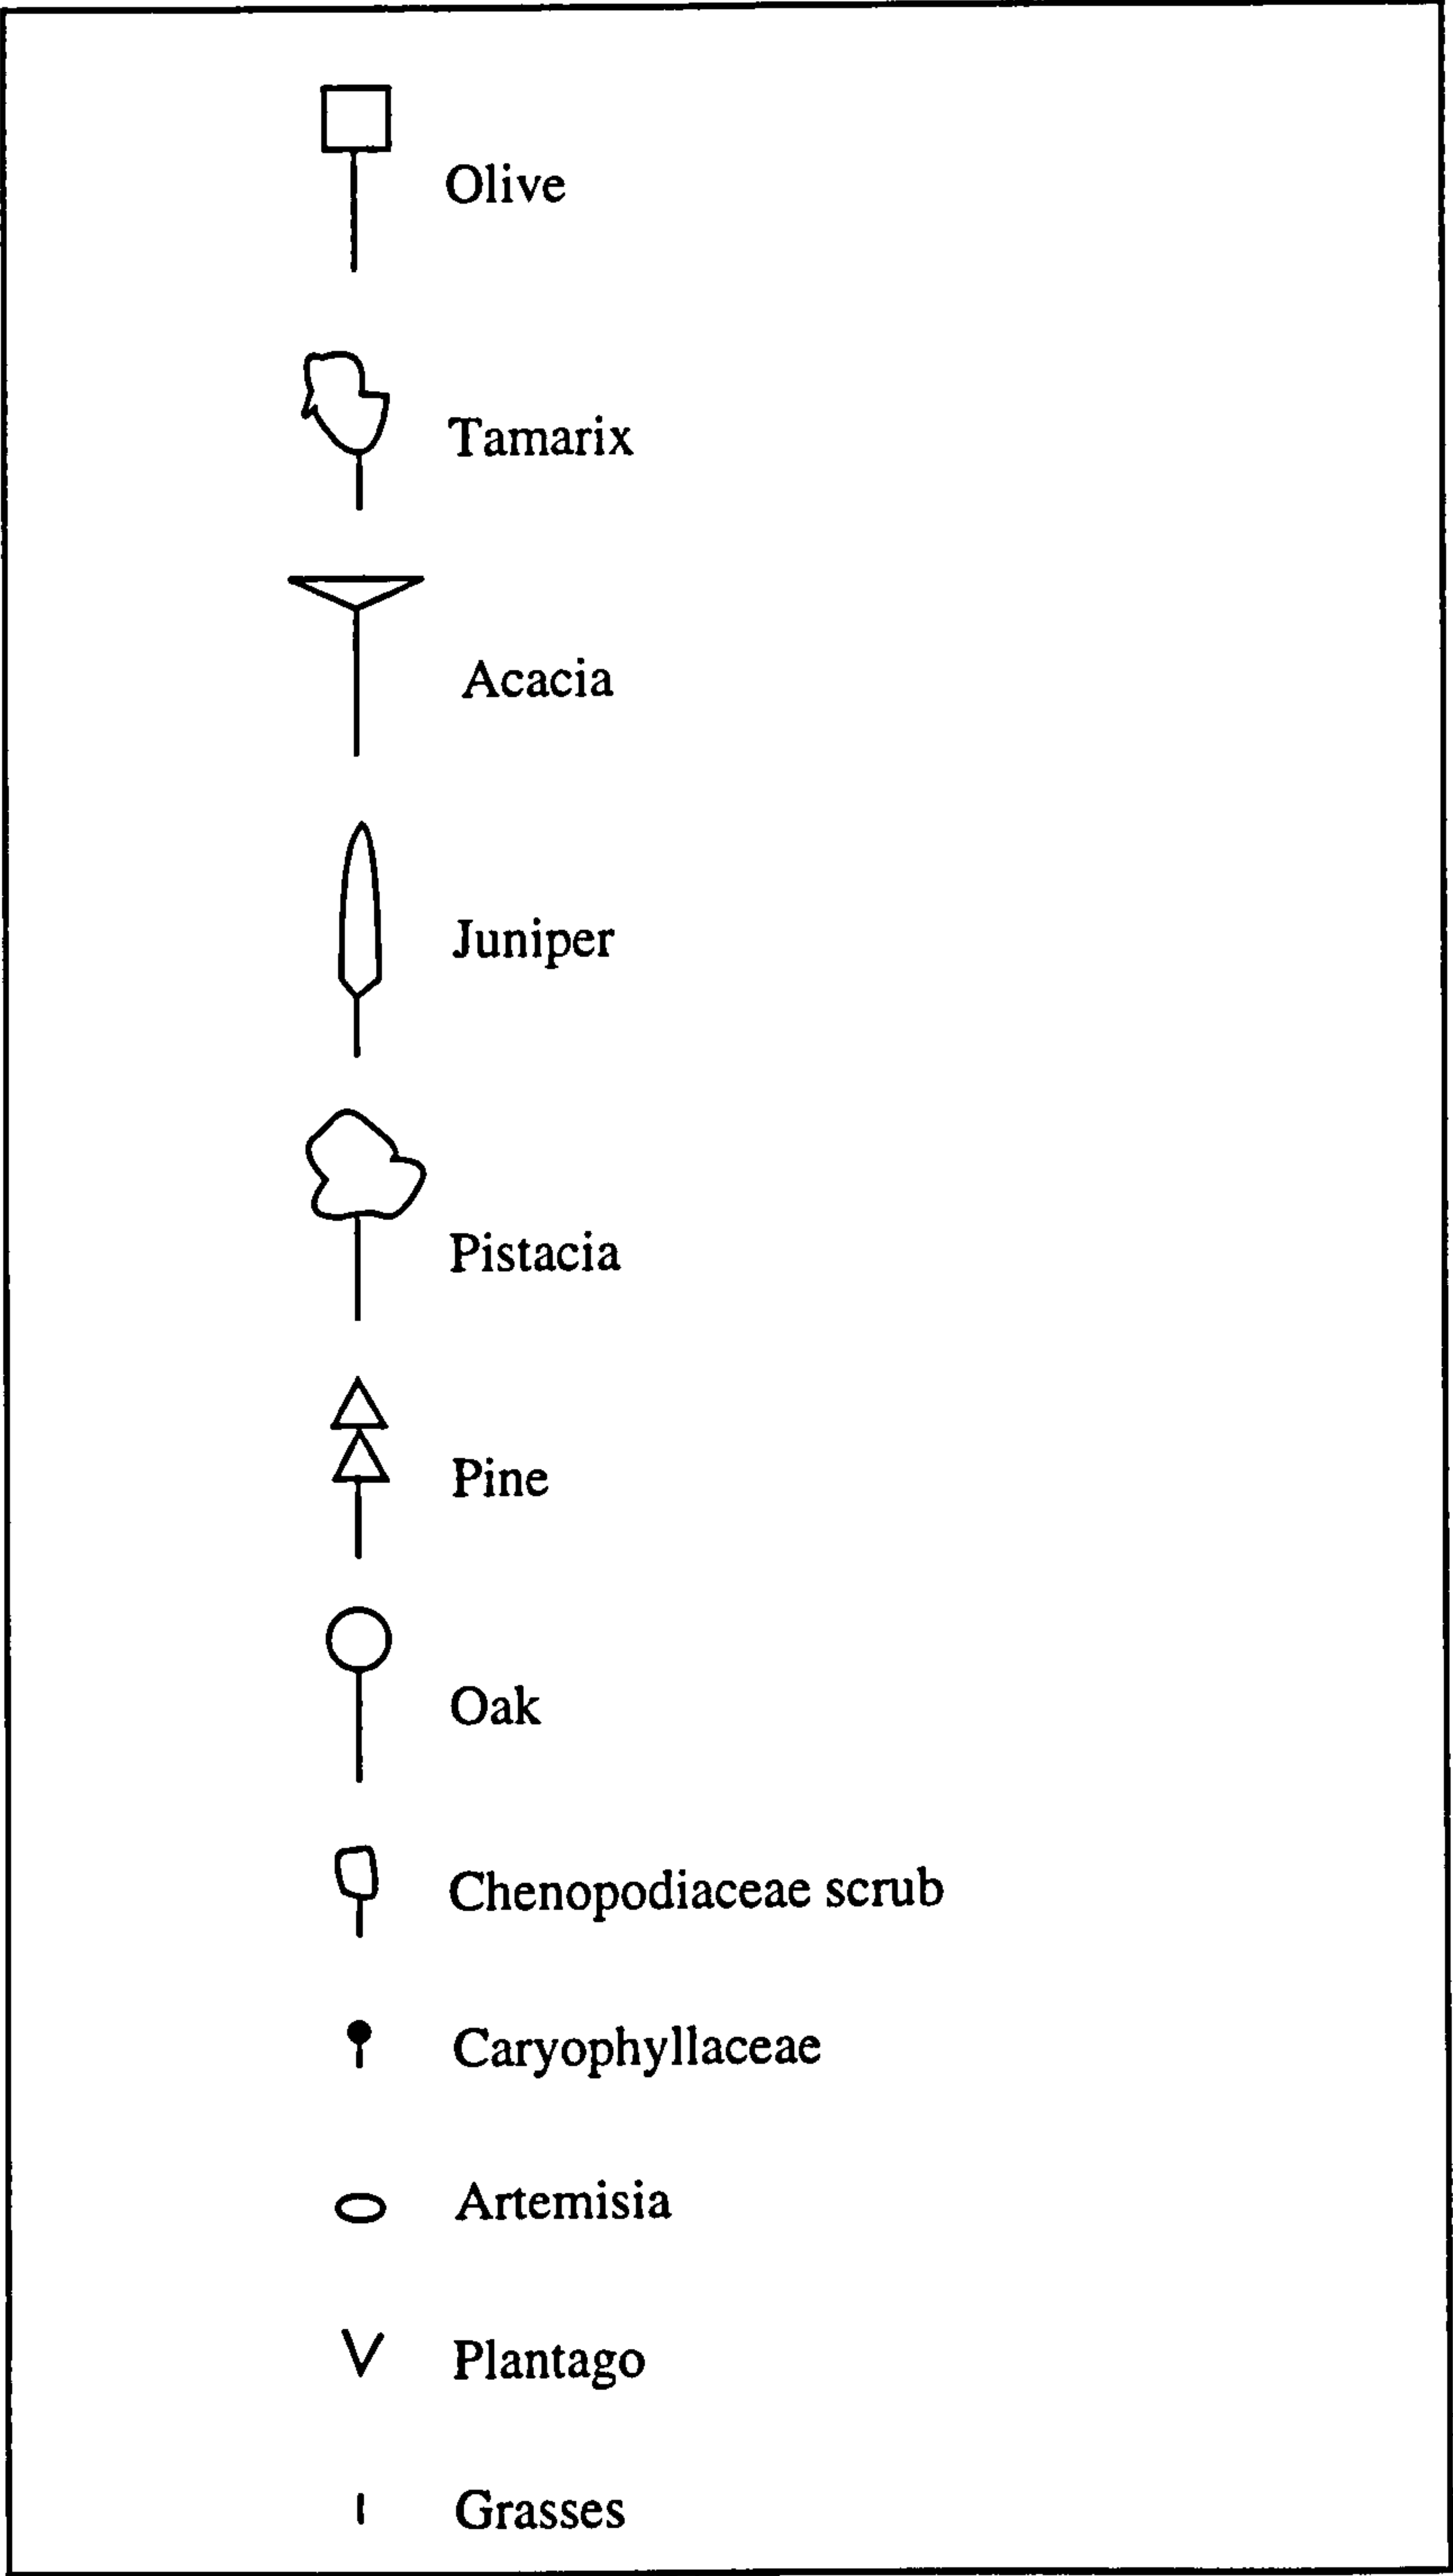 Olive
Tamarix
Acacia
Juniper
Pistacia
Pine
Oak
Chenopodiaceae scrub
Caryophyllaceae
Artemisia
Plantago
Grasses